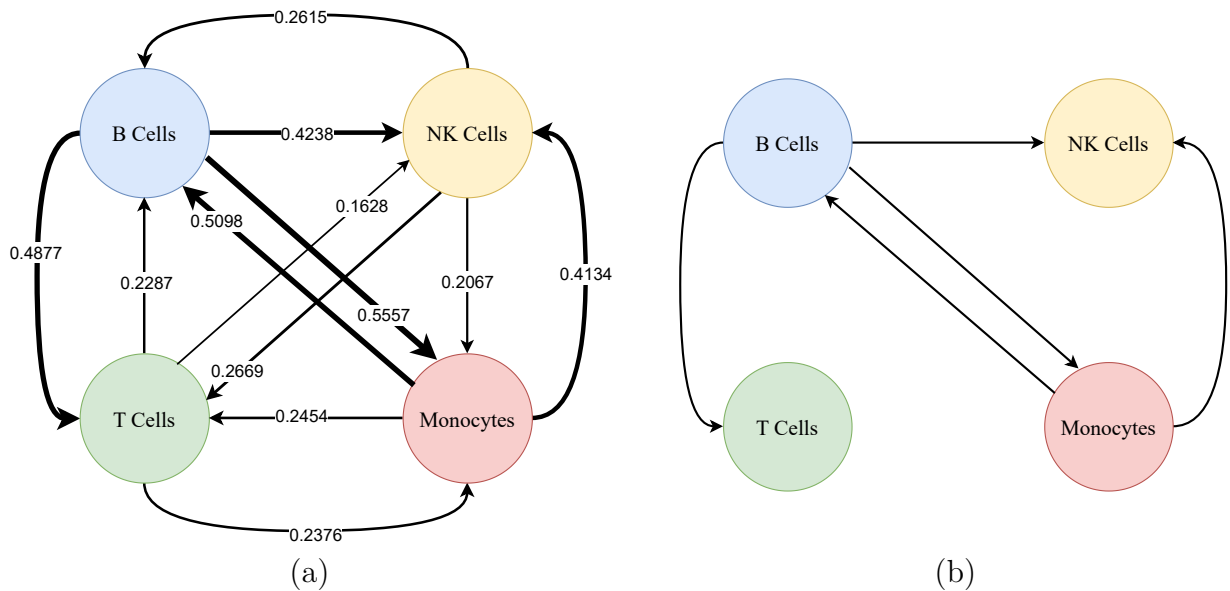 0.2615
B Cells
0.4238
NK Cells
0.5098
0.1628
0.4877
0.2287
0.2067
0.4134
0.5557
0.2669
T Cells
0.2454
Monocytes
0.2376
(a)
B Cells
NK Cells
T Cells
Monocytes
(b)